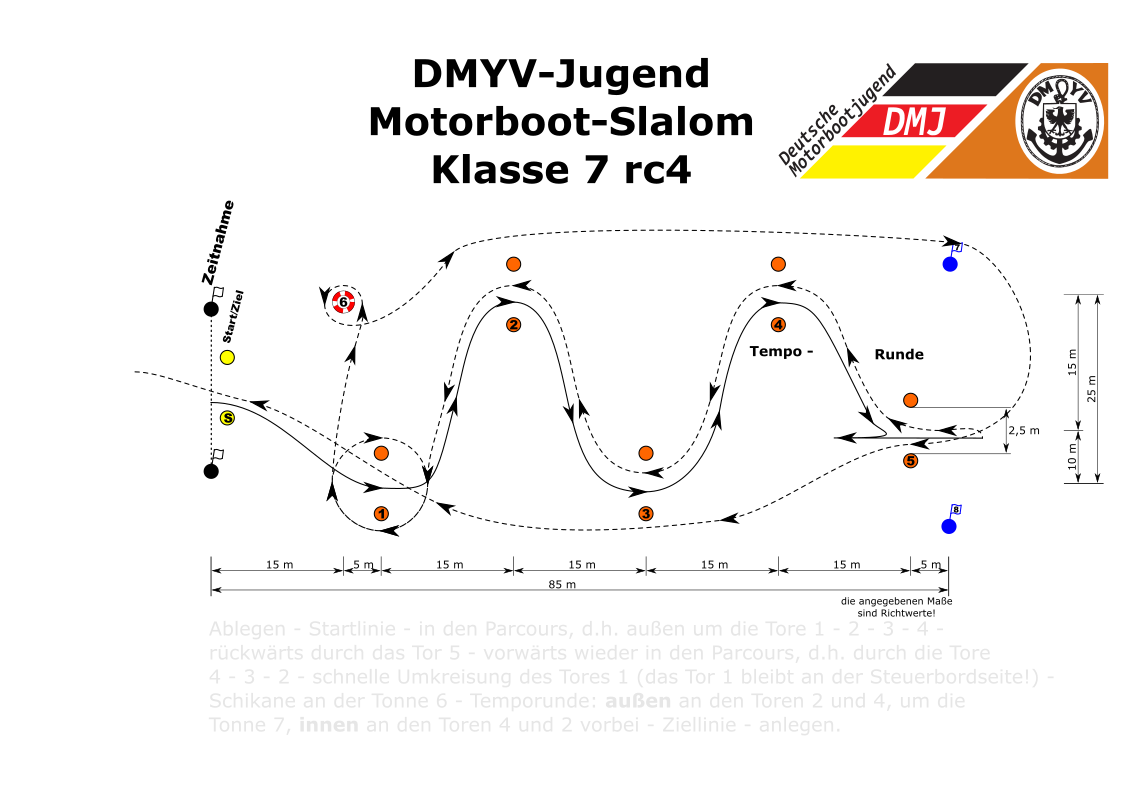 DMYV-Jugend
Motorboot-Slalom
Klasse 7 rc4
Deutsche
Motorbootjugend
DMJ
DMYV
Zeitnahme
Start/Ziel
7
6
2
4
Tempo -
Runde
15 m
25 m
S
2,5 m
10 m
5
1
3
8
15 m
5 m
15 m
15 m
15 m
15 m
5 m
85 m
die angegebenen Maße
sind Richtwerte!
Ablegen - Startlinie - in den Parcours, d.h. außen um die Tore 1 - 2 - 3 - 4 -
rückwärts durch das Tor 5 - vorwärts wieder in den Parcours, d.h. durch die Tore
4 - 3 - 2 - schnelle Umkreisung des Tores 1 (das Tor 1 bleibt an der Steuerbordseite!) -
Schikane an der Tonne 6 - Temporunde: außen an den Toren 2 und 4, um die
Tonne 7, innen an den Toren 4 und 2 vorbei - Ziellinie - anlegen.